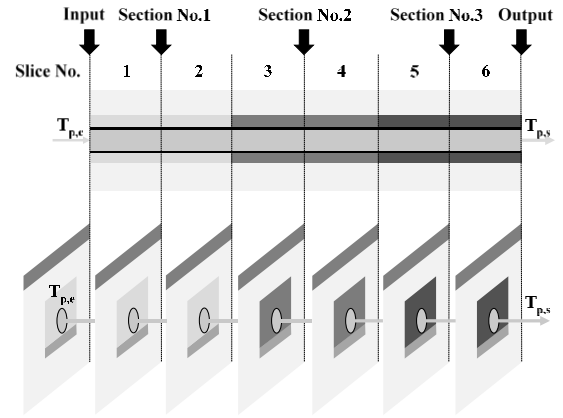 Input Section No.1 Section No.2 Section No.3 Output
Slice No. 1 2 3 4 5 6
Tp,e Tp,s
Tp,e Tp,s